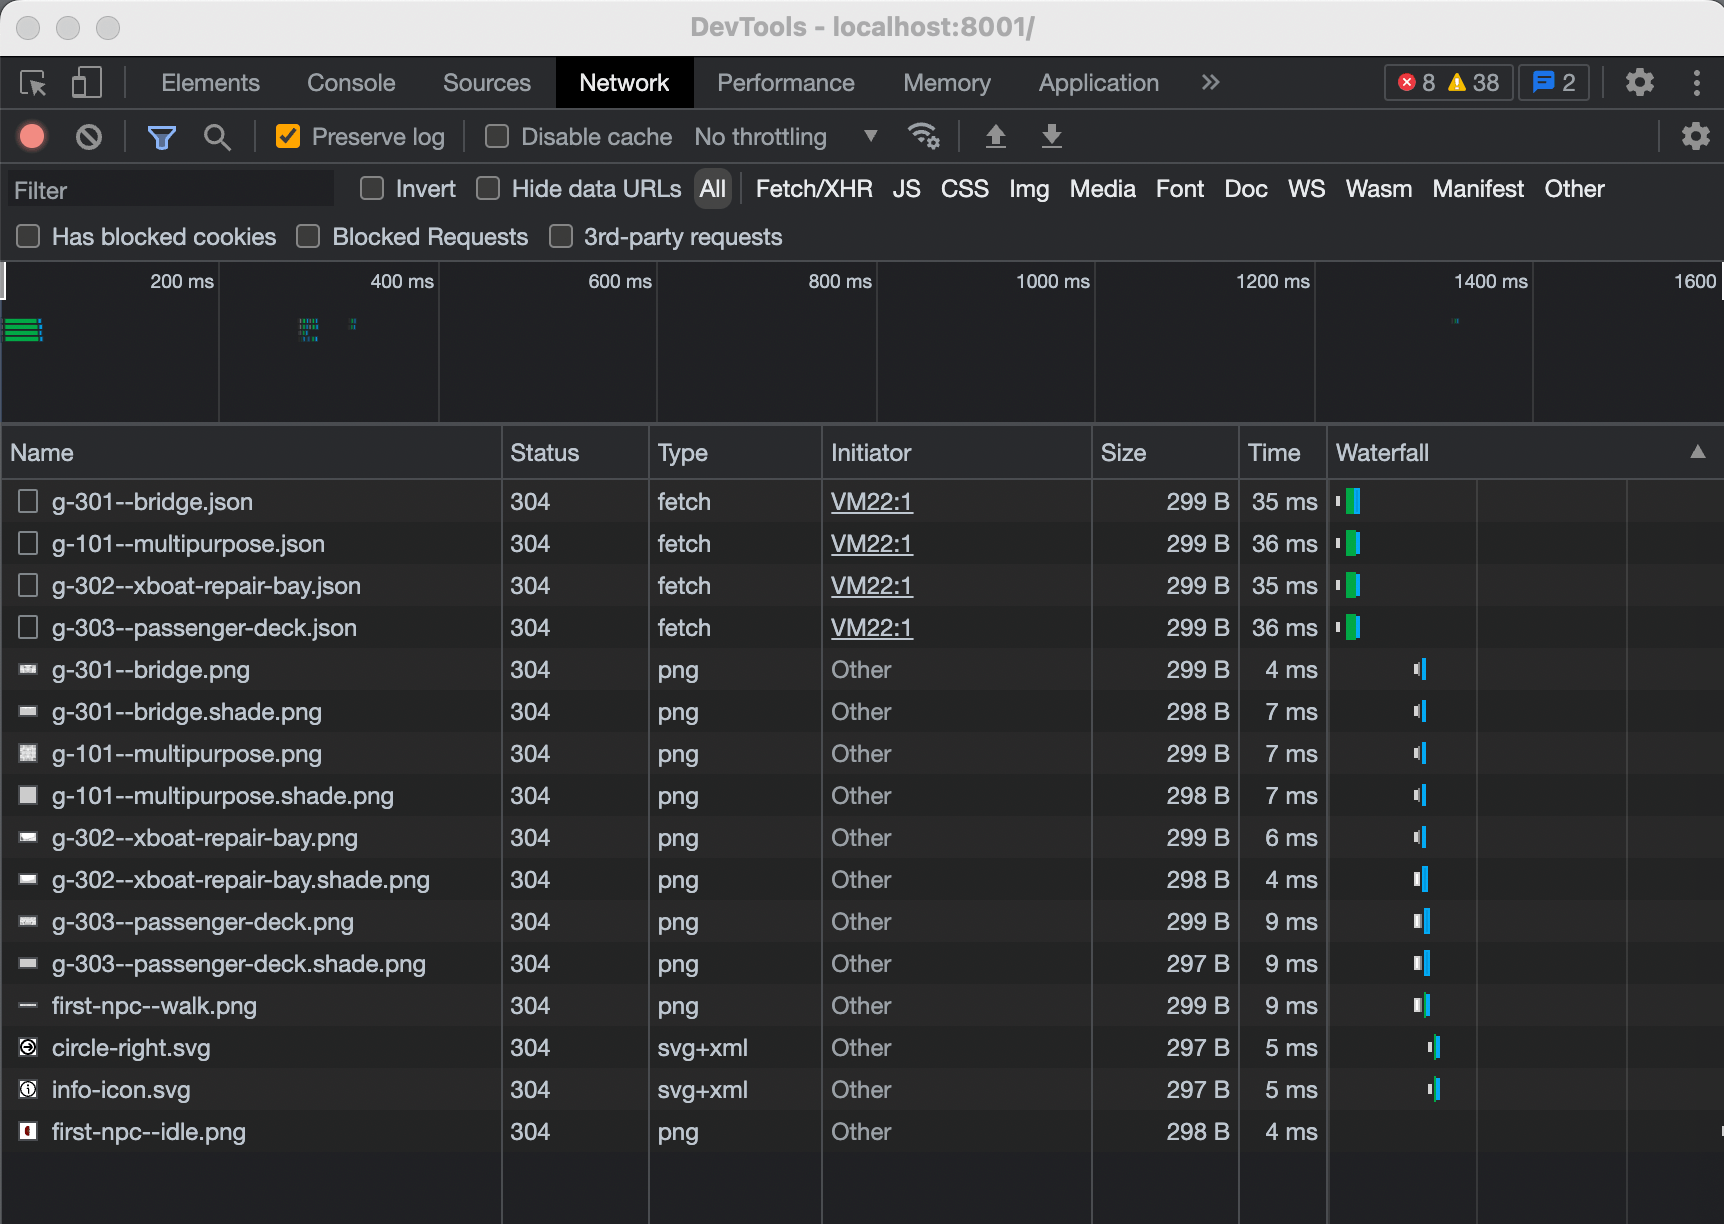 DevTools - localhost:8001/
Elements Console Sources Network Performance Memory Application » 8 38 2
Preserve log Disable cache No throttling
Filter Invert Hide data URLs All Fetch/XHR JS CSS Img Media Font Doc WS Wasm Manifest Other
Has blocked cookies Blocked Requests 3rd-party requests
200 ms 400 ms 600 ms 800 ms 1000 ms 1200 ms 1400 ms 1600
Name Status Type Initiator Size Time Waterfall
g-301--bridge.json 304 fetch VM22:1 299 B 35 ms
g-101--multipurpose.json 304 fetch VM22:1 299 B 36 ms
g-302--xboat-repair-bay.json 304 fetch VM22:1 299 B 35 ms
g-303--passenger-deck.json 304 fetch VM22:1 299 B 36 ms
g-301--bridge.png 304 png Other 299 B 4 ms
g-301--bridge.shade.png 304 png Other 298 B 7 ms
g-101--multipurpose.png 304 png Other 299 B 7 ms
g-101--multipurpose.shade.png 304 png Other 298 B 7 ms
g-302--xboat-repair-bay.png 304 png Other 299 B 6 ms
g-302--xboat-repair-bay.shade.png 304 png Other 298 B 4 ms
g-303--passenger-deck.png 304 png Other 299 B 9 ms
g-303--passenger-deck.shade.png 304 png Other 297 B 9 ms
first-npc--walk.png 304 png Other 299 B 9 ms
circle-right.svg 304 svg+xml Other 297 B 5 ms
info-icon.svg 304 svg+xml Other 297 B 5 ms
first-npc--idle.png 304 png Other 298 B 4 ms